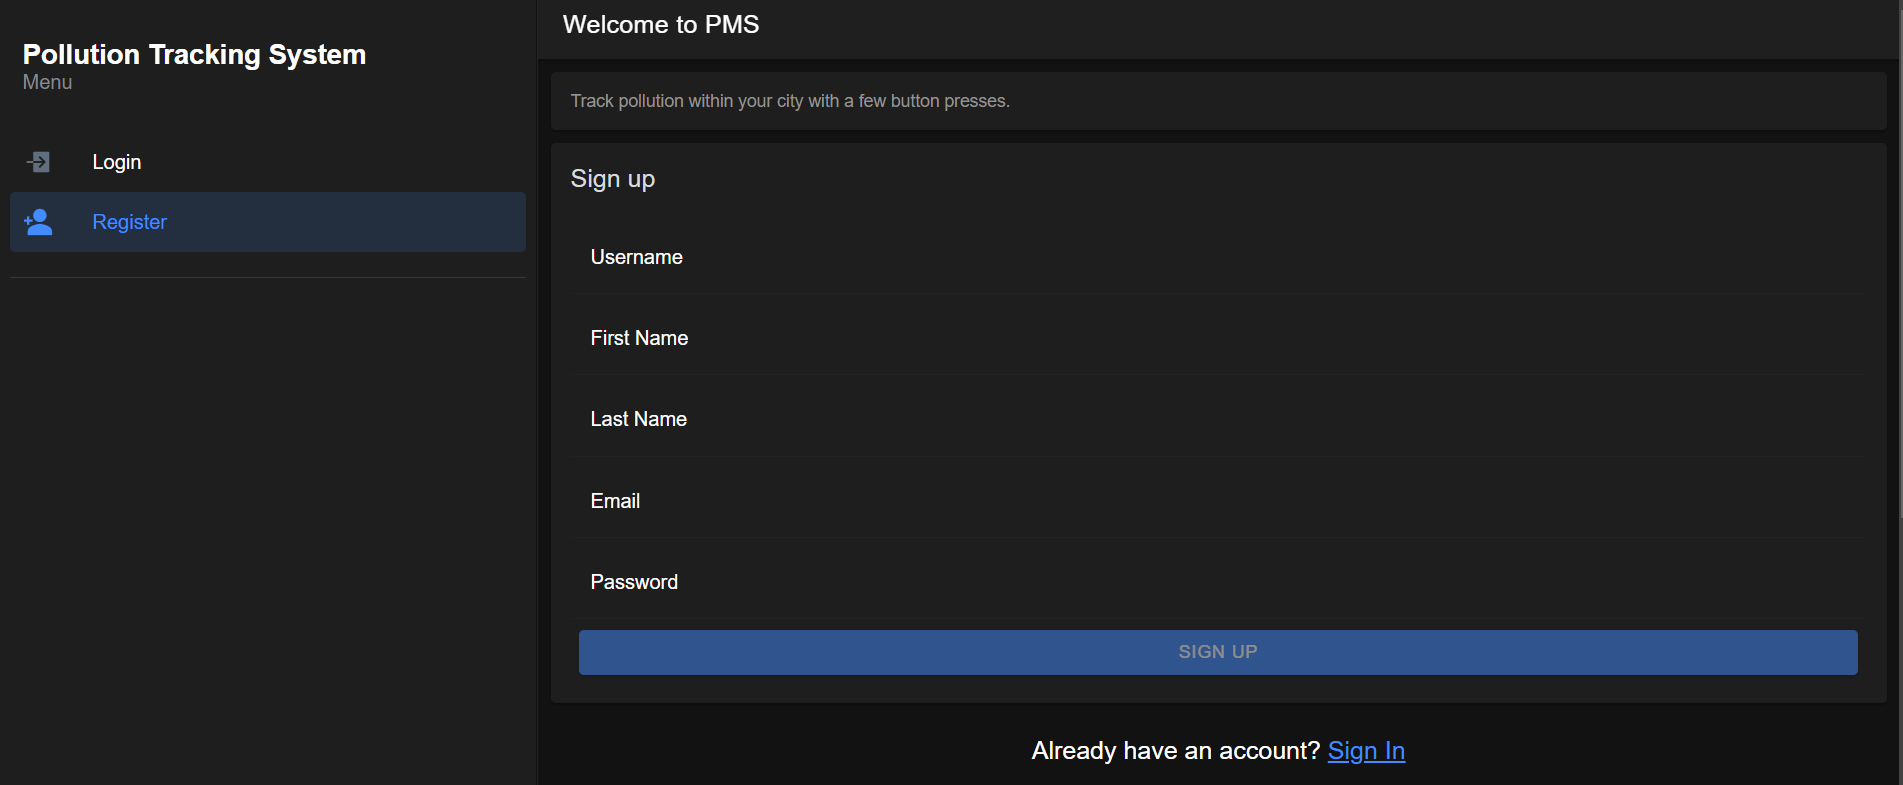 Pollution Tracking System
Menu
Login
Register
Welcome to PMS
Track pollution within your city with a few button presses.
Sign up
Username
First Name
Last Name
Email
Password
SIGN UP
Already have an account? Sign In